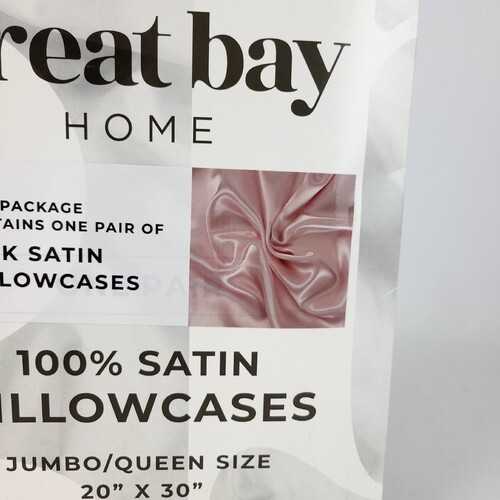 reat bay
HOME
PACKAGE
TAINS ONE PAIR OF
K SATIN
LOWCASES
100% SATIN
ILLOWCASES
JUMBO/QUEEN SIZE
20” X 30”